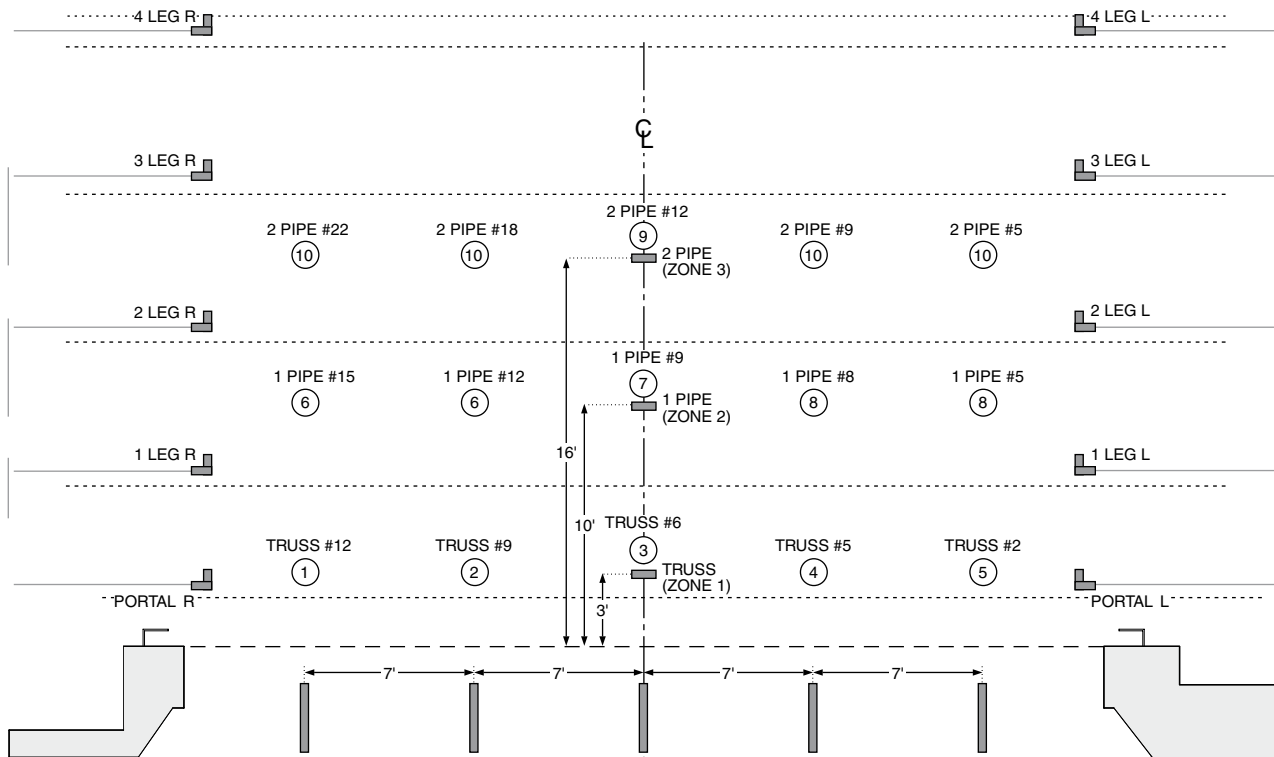 4 LEG R
4 LEG L
℄
3 LEG R
3 LEG L
2 PIPE #22
2 PIPE #18
2 PIPE #12
2 PIPE #9
2 PIPE #5
10
10
9
10
10
2 PIPE
(ZONE 3)
2 LEG R
2 LEG L
1 PIPE #15
1 PIPE #12
1 PIPE #9
1 PIPE #8
1 PIPE #5
6
6
7
8
8
1 PIPE
(ZONE 2)
16'
1 LEG R
1 LEG L
10'
TRUSS #12
TRUSS #9
TRUSS #6
TRUSS #5
TRUSS #2
1
2
3
4
5
TRUSS
(ZONE 1)
PORTAL R
3'
PORTAL L
7'
7'
7'
7'